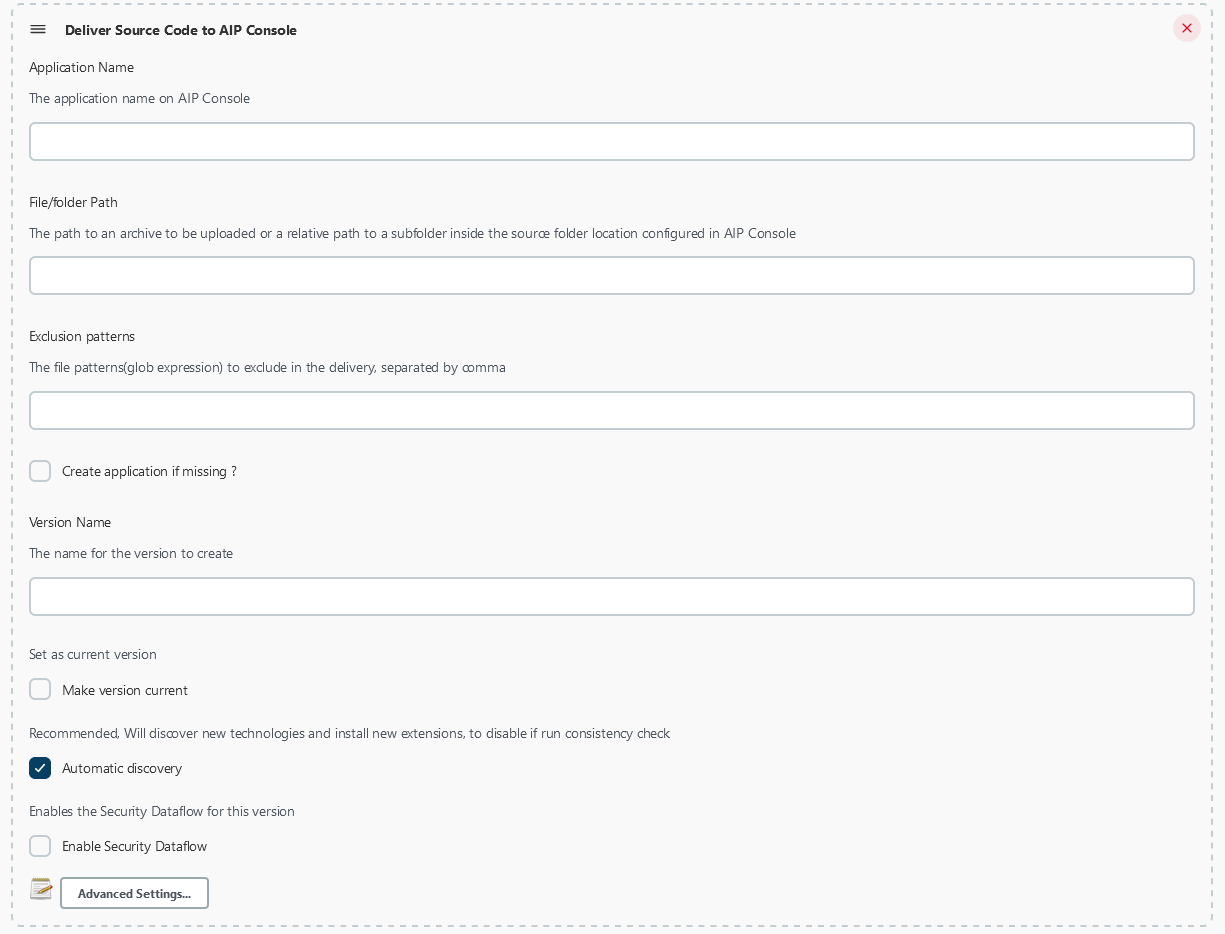 Deliver Source Code to AIP Console
Application Name
The application name on AIP Console
File/folder Path
The path to an archive to be uploaded or a relative path to a subfolder inside the source folder location configured in AIP Console
Exclusion patterns
The file patterns(glob expression) to exclude in the delivery, separated by comma
Create application if missing ?
Version Name
The name for the version to create
Set as current version
Make version current
Recommended, Will discover new technologies and install new extensions, to disable if run consistency check
Automatic discovery
Enables the Security Dataflow for this version
Enable Security Dataflow
Advanced Settings...